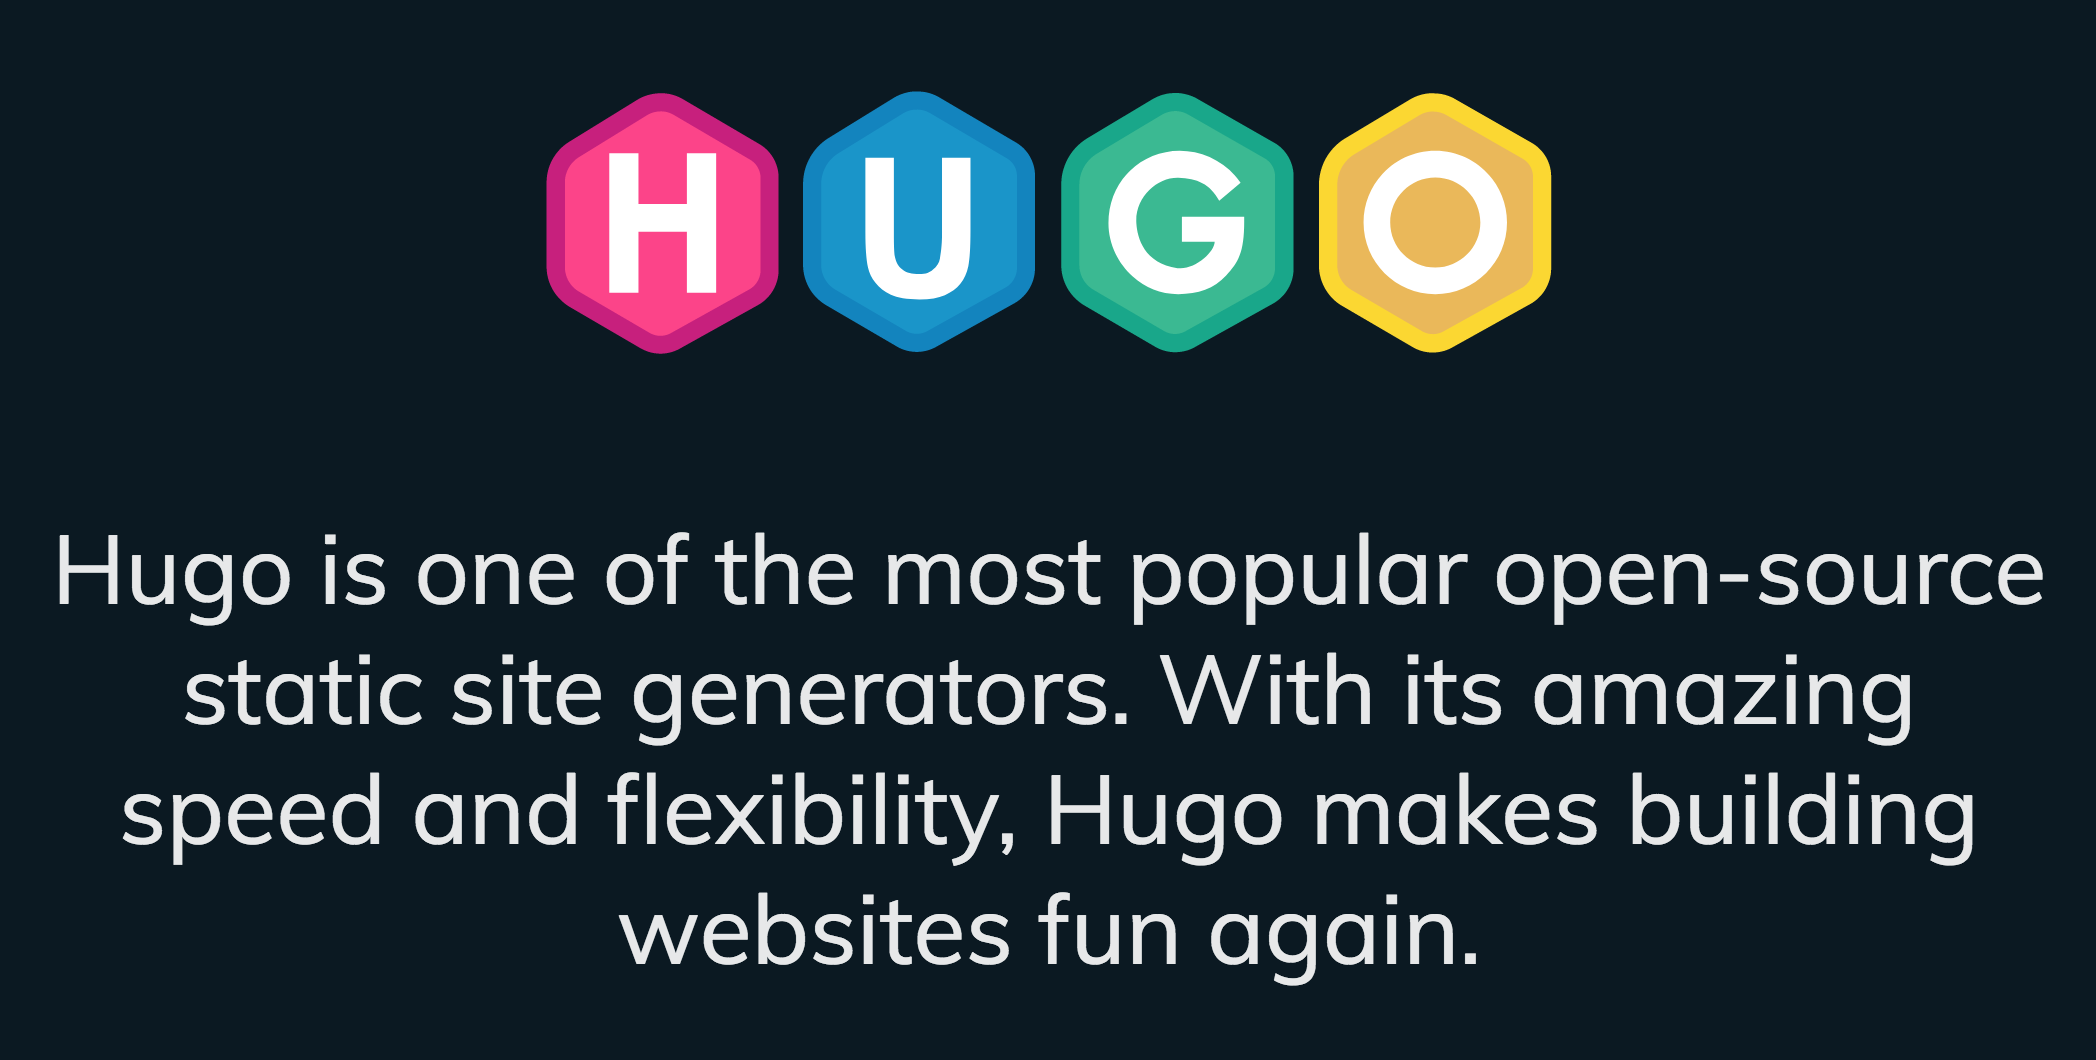 HUGO
Hugo is one of the most popular open-source
static site generators. With its amazing
speed and flexibility, Hugo makes building
websites fun again.